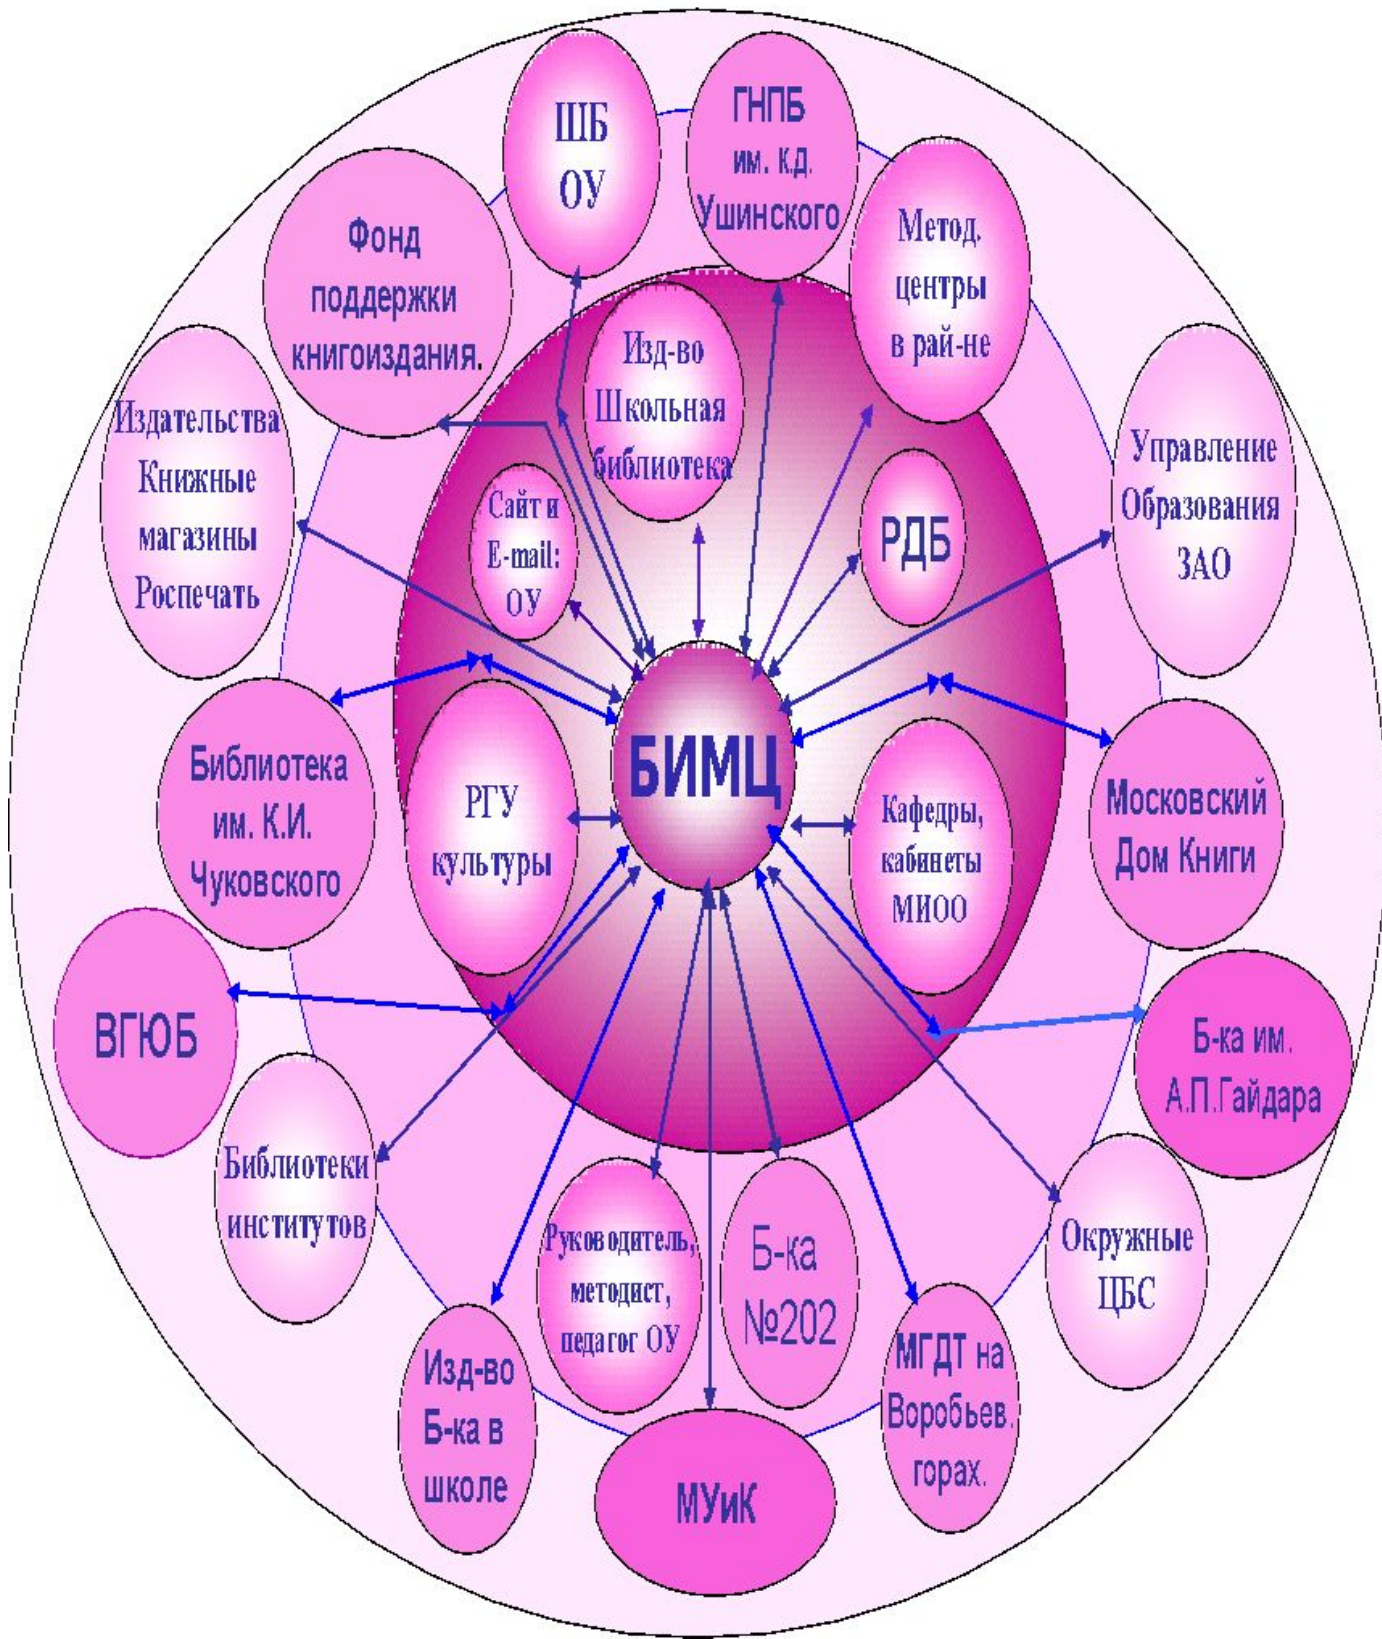 ШБ
ОУ
ГНПБ
им. К.Д.
Ушинского
Метод.
центры
в рай-не
Фонд
поддержки
книгоиздания.
Изд-во
Школьная
библиотека
Издательства
Книжные
магазины
Роспечать
Сайт и
E-mail:
ОУ
РДБ
Управление
Образования
ЗАО
БИМЦ
Библиотека
им. К.И.
Чуковского
РГУ
культуры
Кафедры,
кабинеты
МИОО
Московский
Дом Книги
ВГЮБ
Б-ка им.
А.П.Гайдара
Библиотеки
институтов
Руководитель,
методист,
педагог ОУ
Б-ка
№202
Окружные
ЦБС
Изд-во
Б-ка в
школе
МУиК
МГДТ на
Воробьев.
горах.